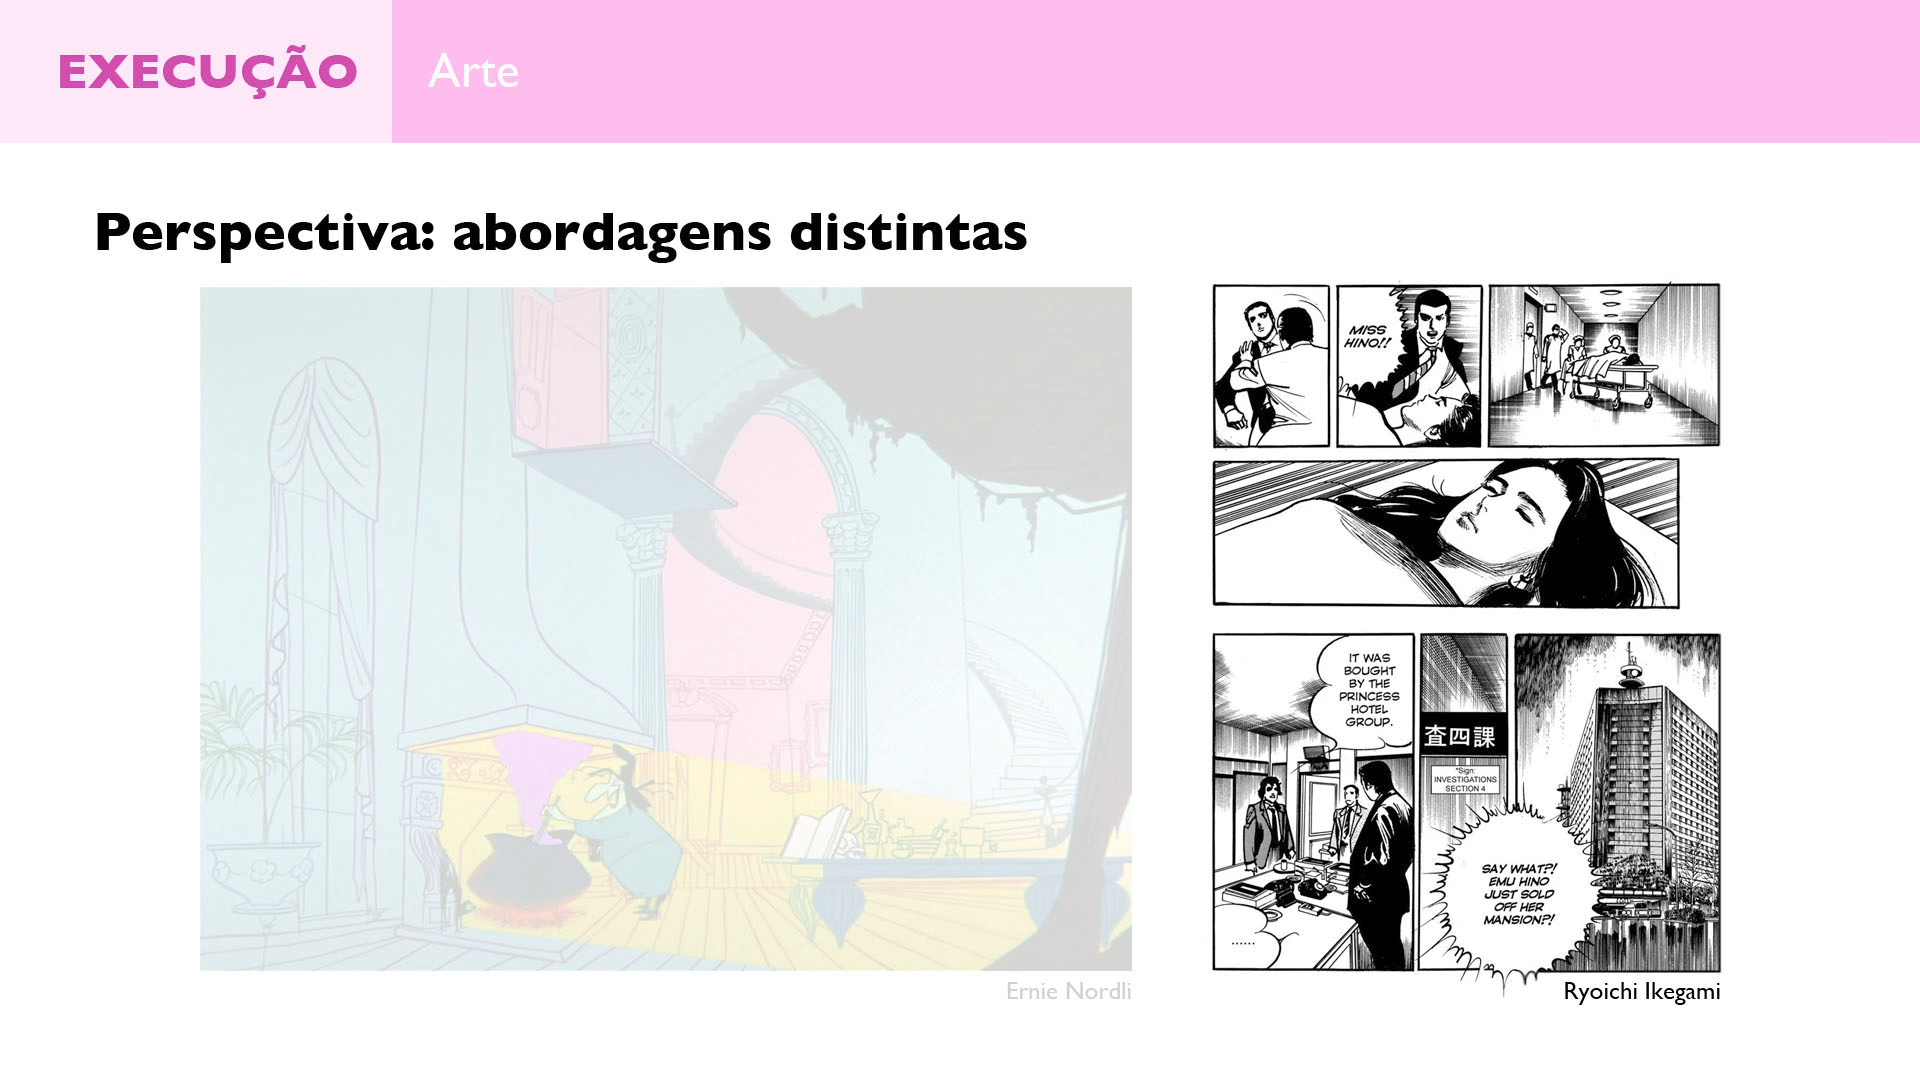 EXECUÇÃO
Arte
Perspectiva: abordagens distintas
MISS
HINO!!
IT WAS
BOUGHT
BY THE
PRINCESS
HOTEL
GROUP.
査四課
*Sign:
INVESTIGATIONS
SECTION 4
SAY WHAT?!
EMU HINO
JUST SOLD
OFF HER
MANSION?!
......
Ernie Nordli
Ryoichi Ikegami